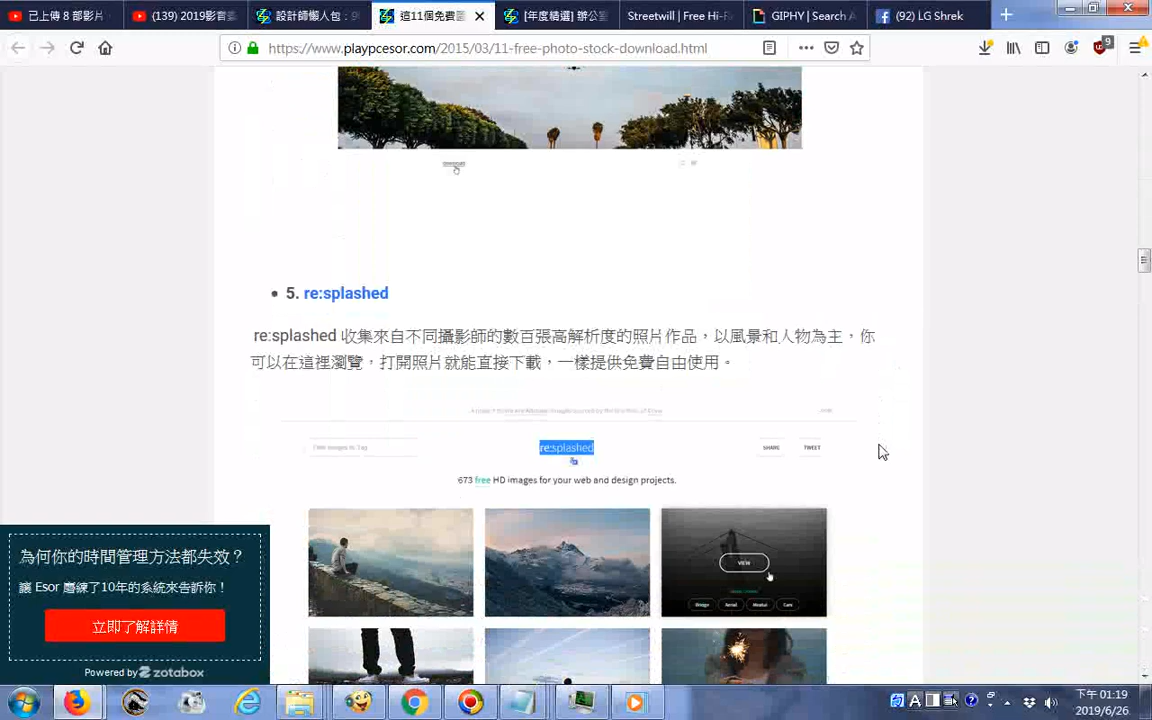 已上傳 8 部影片
(139) 2019影音
設計師懶人包：9
這11個免費圖
[年度精選] 辦公室
Streetwill | Free Hi-R
GIPHY | Search A
(92) LG Shrek
https://www.playpcesor.com/2015/03/11-free-photo-stock-download.html
9
5. re:splashed
re:splashed 收集來自不同攝影師的數百張高解析度的照片作品，以風景和人物為主，你
可以在這裡瀏覽，打開照片就能直接下載，一樣提供免費自由使用。
re:splashed
SHARE
TWEET
673 free HD images for your web and design projects.
VIEW
為何你的時間管理方法都失效？
讓 Esor 磨練了10年的系統來告訴你！
立即了解詳情
Powered by zotabox
下午 01:19
2019/6/26